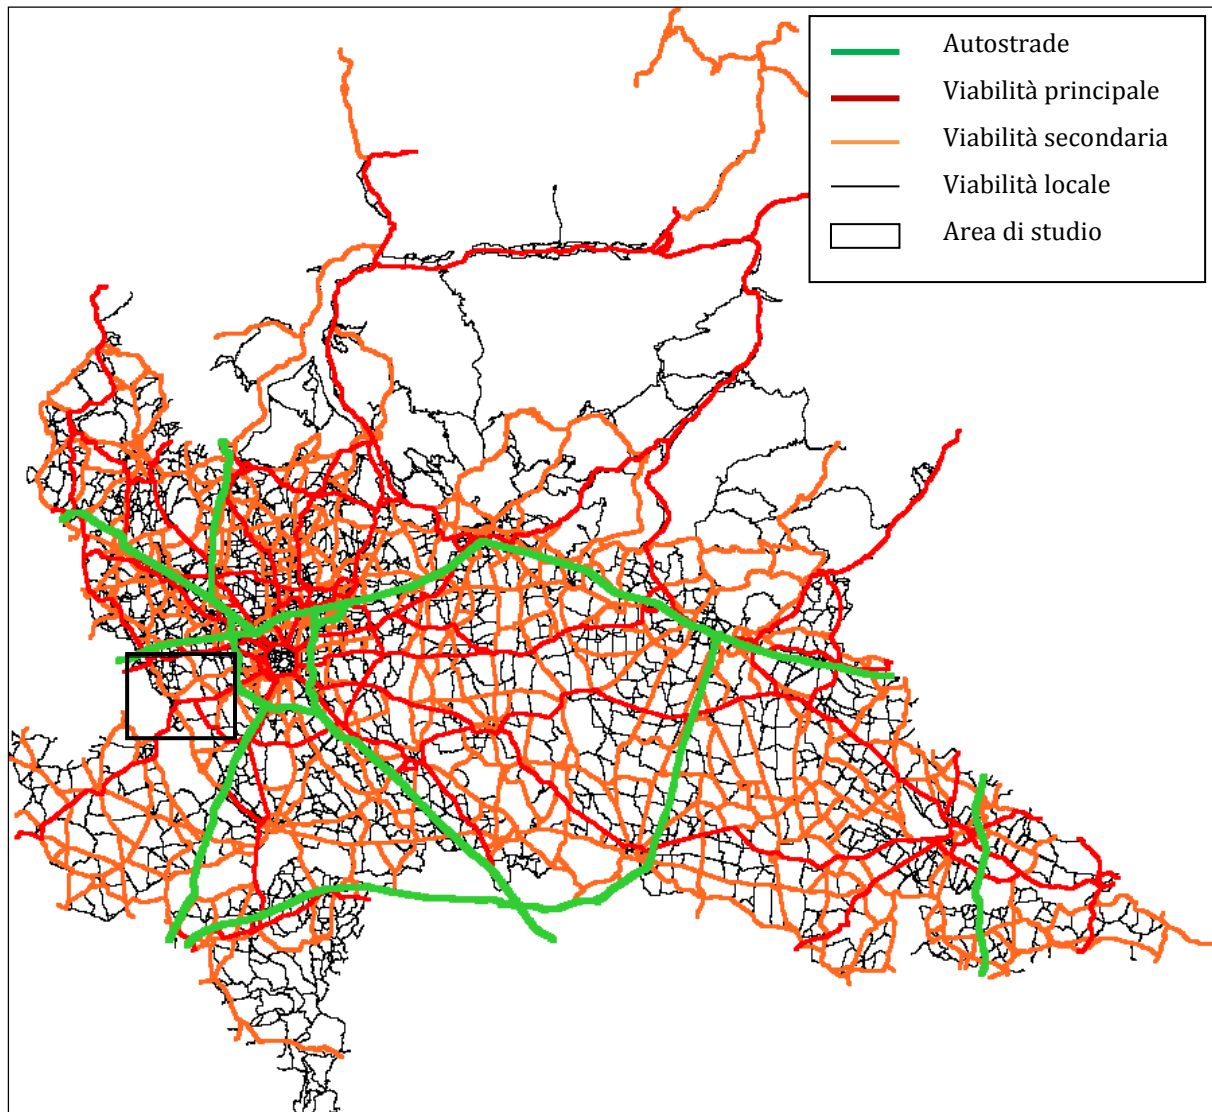 Autostrade
Viabilità principale
Viabilità secondaria
Viabilità locale
Area di studio